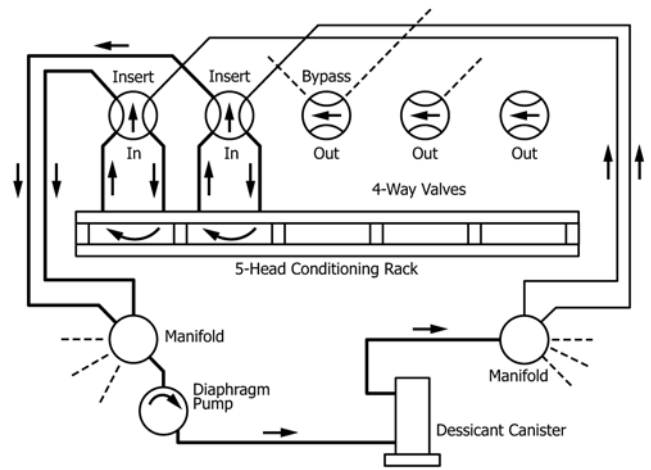 Insert
Insert
Bypass
In
In
Out
Out
Out
4-Way Valves
5-Head Conditioning Rack
Manifold
Manifold
Diaphragm
Pump
Dessicant Canister